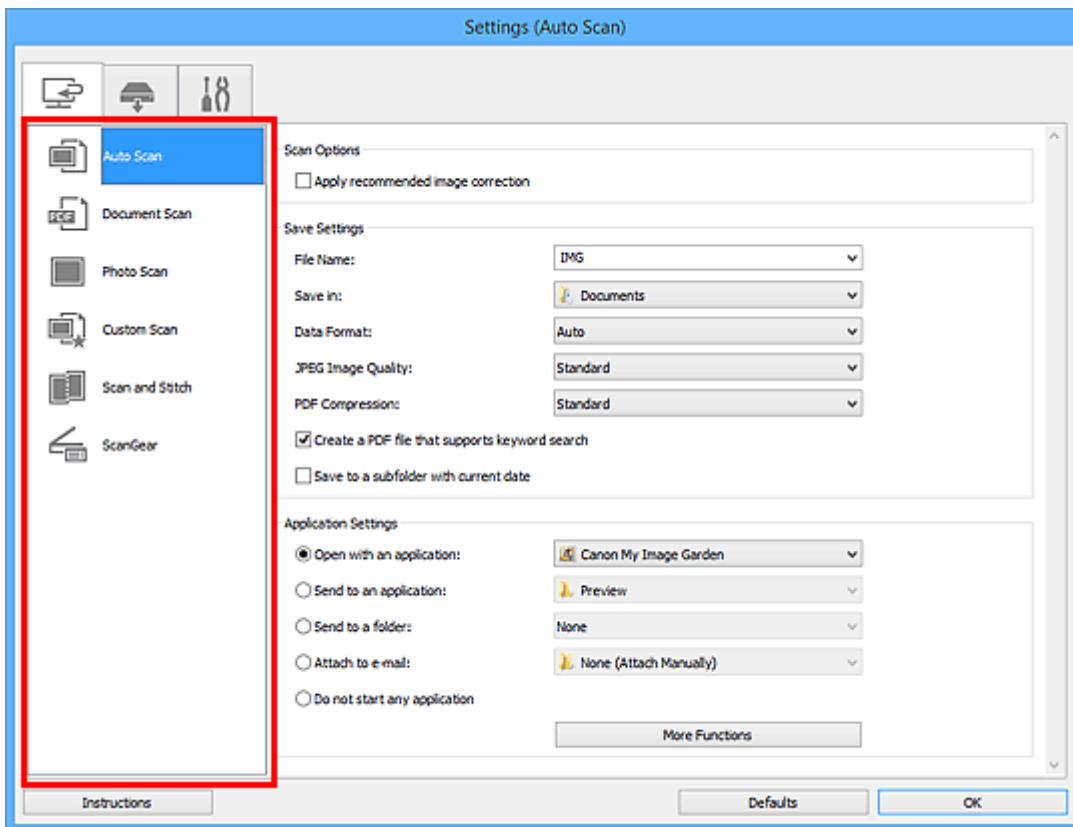 Settings (Auto Scan)
Auto Scan
Document Scan
Photo Scan
Custom Scan
Scan and Stitch
ScanGear
Scan Options
Apply recommended image correction
Save Settings
File Name: IMG
Save in: Documents
Data Format: Auto
JPEG Image Quality: Standard
PDF Compression: Standard
Create a PDF file that supports keyword search
Save to a subfolder with current date
Application Settings
Open with an application: Canon My Image Garden
Send to an application: Preview
Send to a folder: None
Attach to e-mail: None (Attach Manually)
Do not start any application
More Functions
Instructions Defaults OK